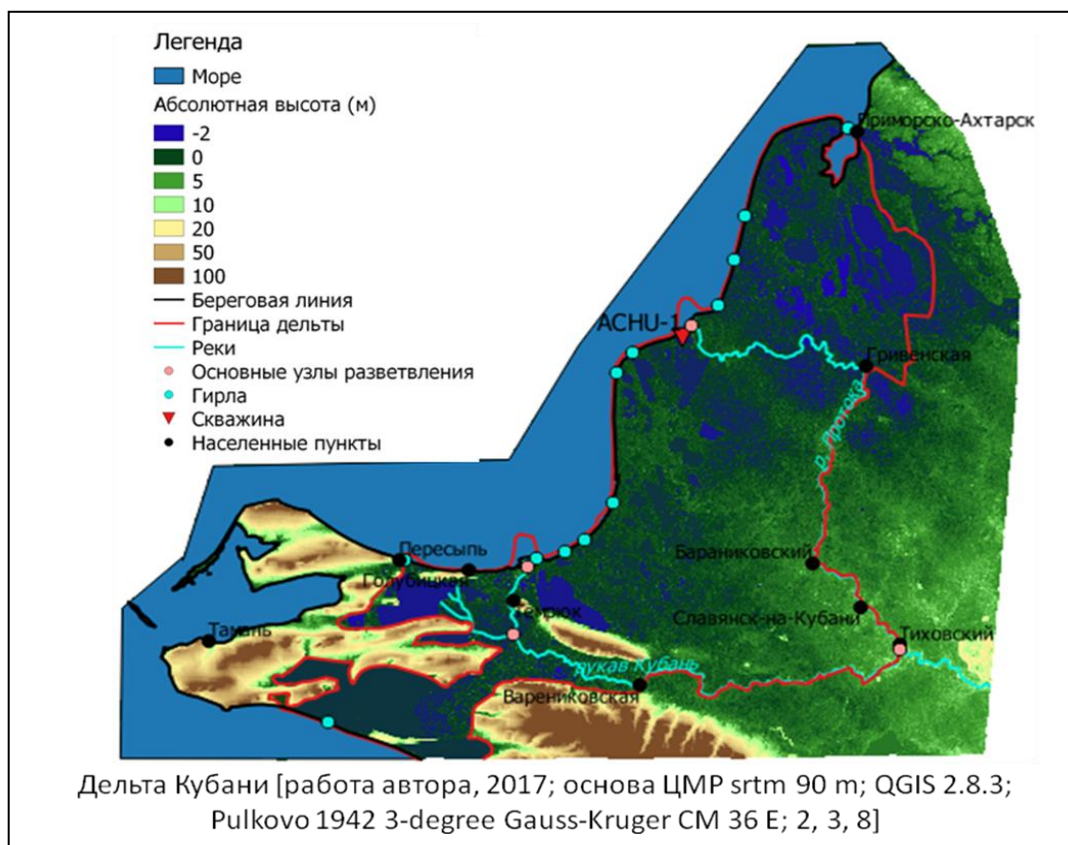 Легенда
Море
Абсолютная высота (м)
-2
0
5
10
20
50
100
Береговая линия
Граница дельты
Реки
Основные узлы разветвления
Гирла
Скважина
Населенные пункты
Приморско-Ахтарск
ACHU-1
Гривенская
р. Протока
Бараниковский
Славянск-на-Кубани
Тиховский
Пересыпь
Голубицкая
Темрюк
Тамань
рукав Кубань
Варениковская
Дельта Кубани [работа автора, 2017; основа ЦМР srtm 90 m; QGIS 2.8.3;
Pulkovo 1942 3-degree Gauss-Kruger CM 36 E; 2, 3, 8]